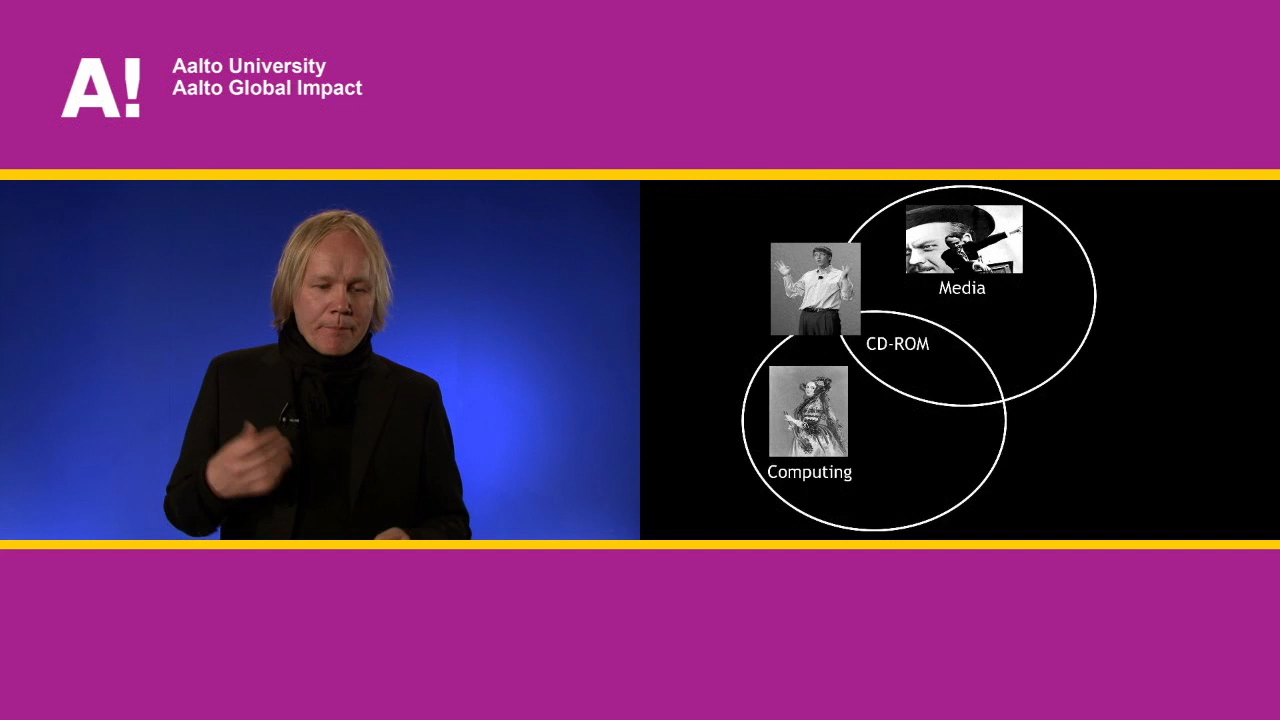 A!
Aalto University
Aalto Global Impact
Media
CD-ROM
Computing